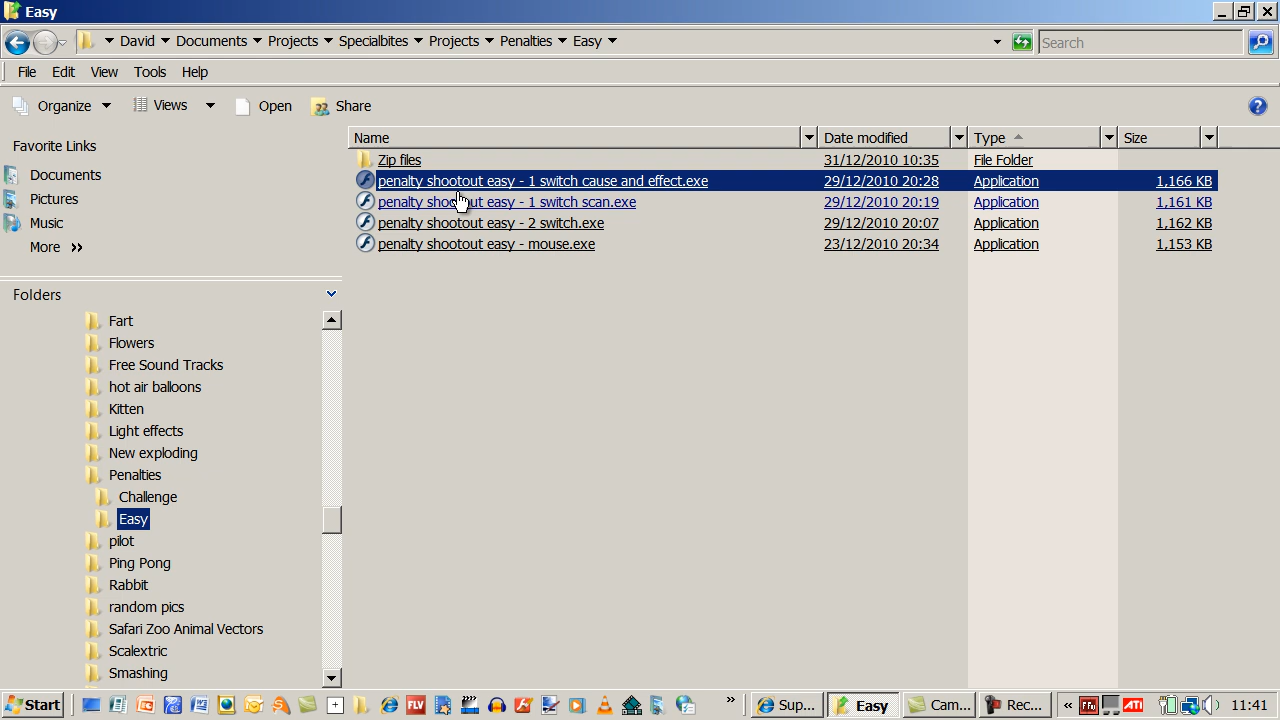 Easy
David Documents Projects Specialbites Projects Penalties Easy
Search
File Edit View Tools Help
Organize Views Open Share
Favorite Links
Documents
Pictures
Music
More
Folders
Fart
Flowers
Free Sound Tracks
hot air balloons
Kitten
Light effects
New exploding
Penalties
Challenge
Easy
pilot
Ping Pong
Rabbit
random pics
Safari Zoo Animal Vectors
Scalextric
Smashing
Name Date modified Type Size
Zip files 31/12/2010 10:35 File Folder
penalty shootout easy - 1 switch cause and effect.exe 29/12/2010 20:28 Application 1,166 KB
penalty shootout easy - 1 switch scan.exe 29/12/2010 20:19 Application 1,161 KB
penalty shootout easy - 2 switch.exe 29/12/2010 20:07 Application 1,162 KB
penalty shootout easy - mouse.exe 23/12/2010 20:34 Application 1,153 KB
Start FLV Sup... Easy Cam... Rec... ATI 11:41